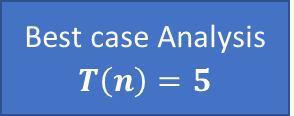 Best case Analysis
T(n) = 5